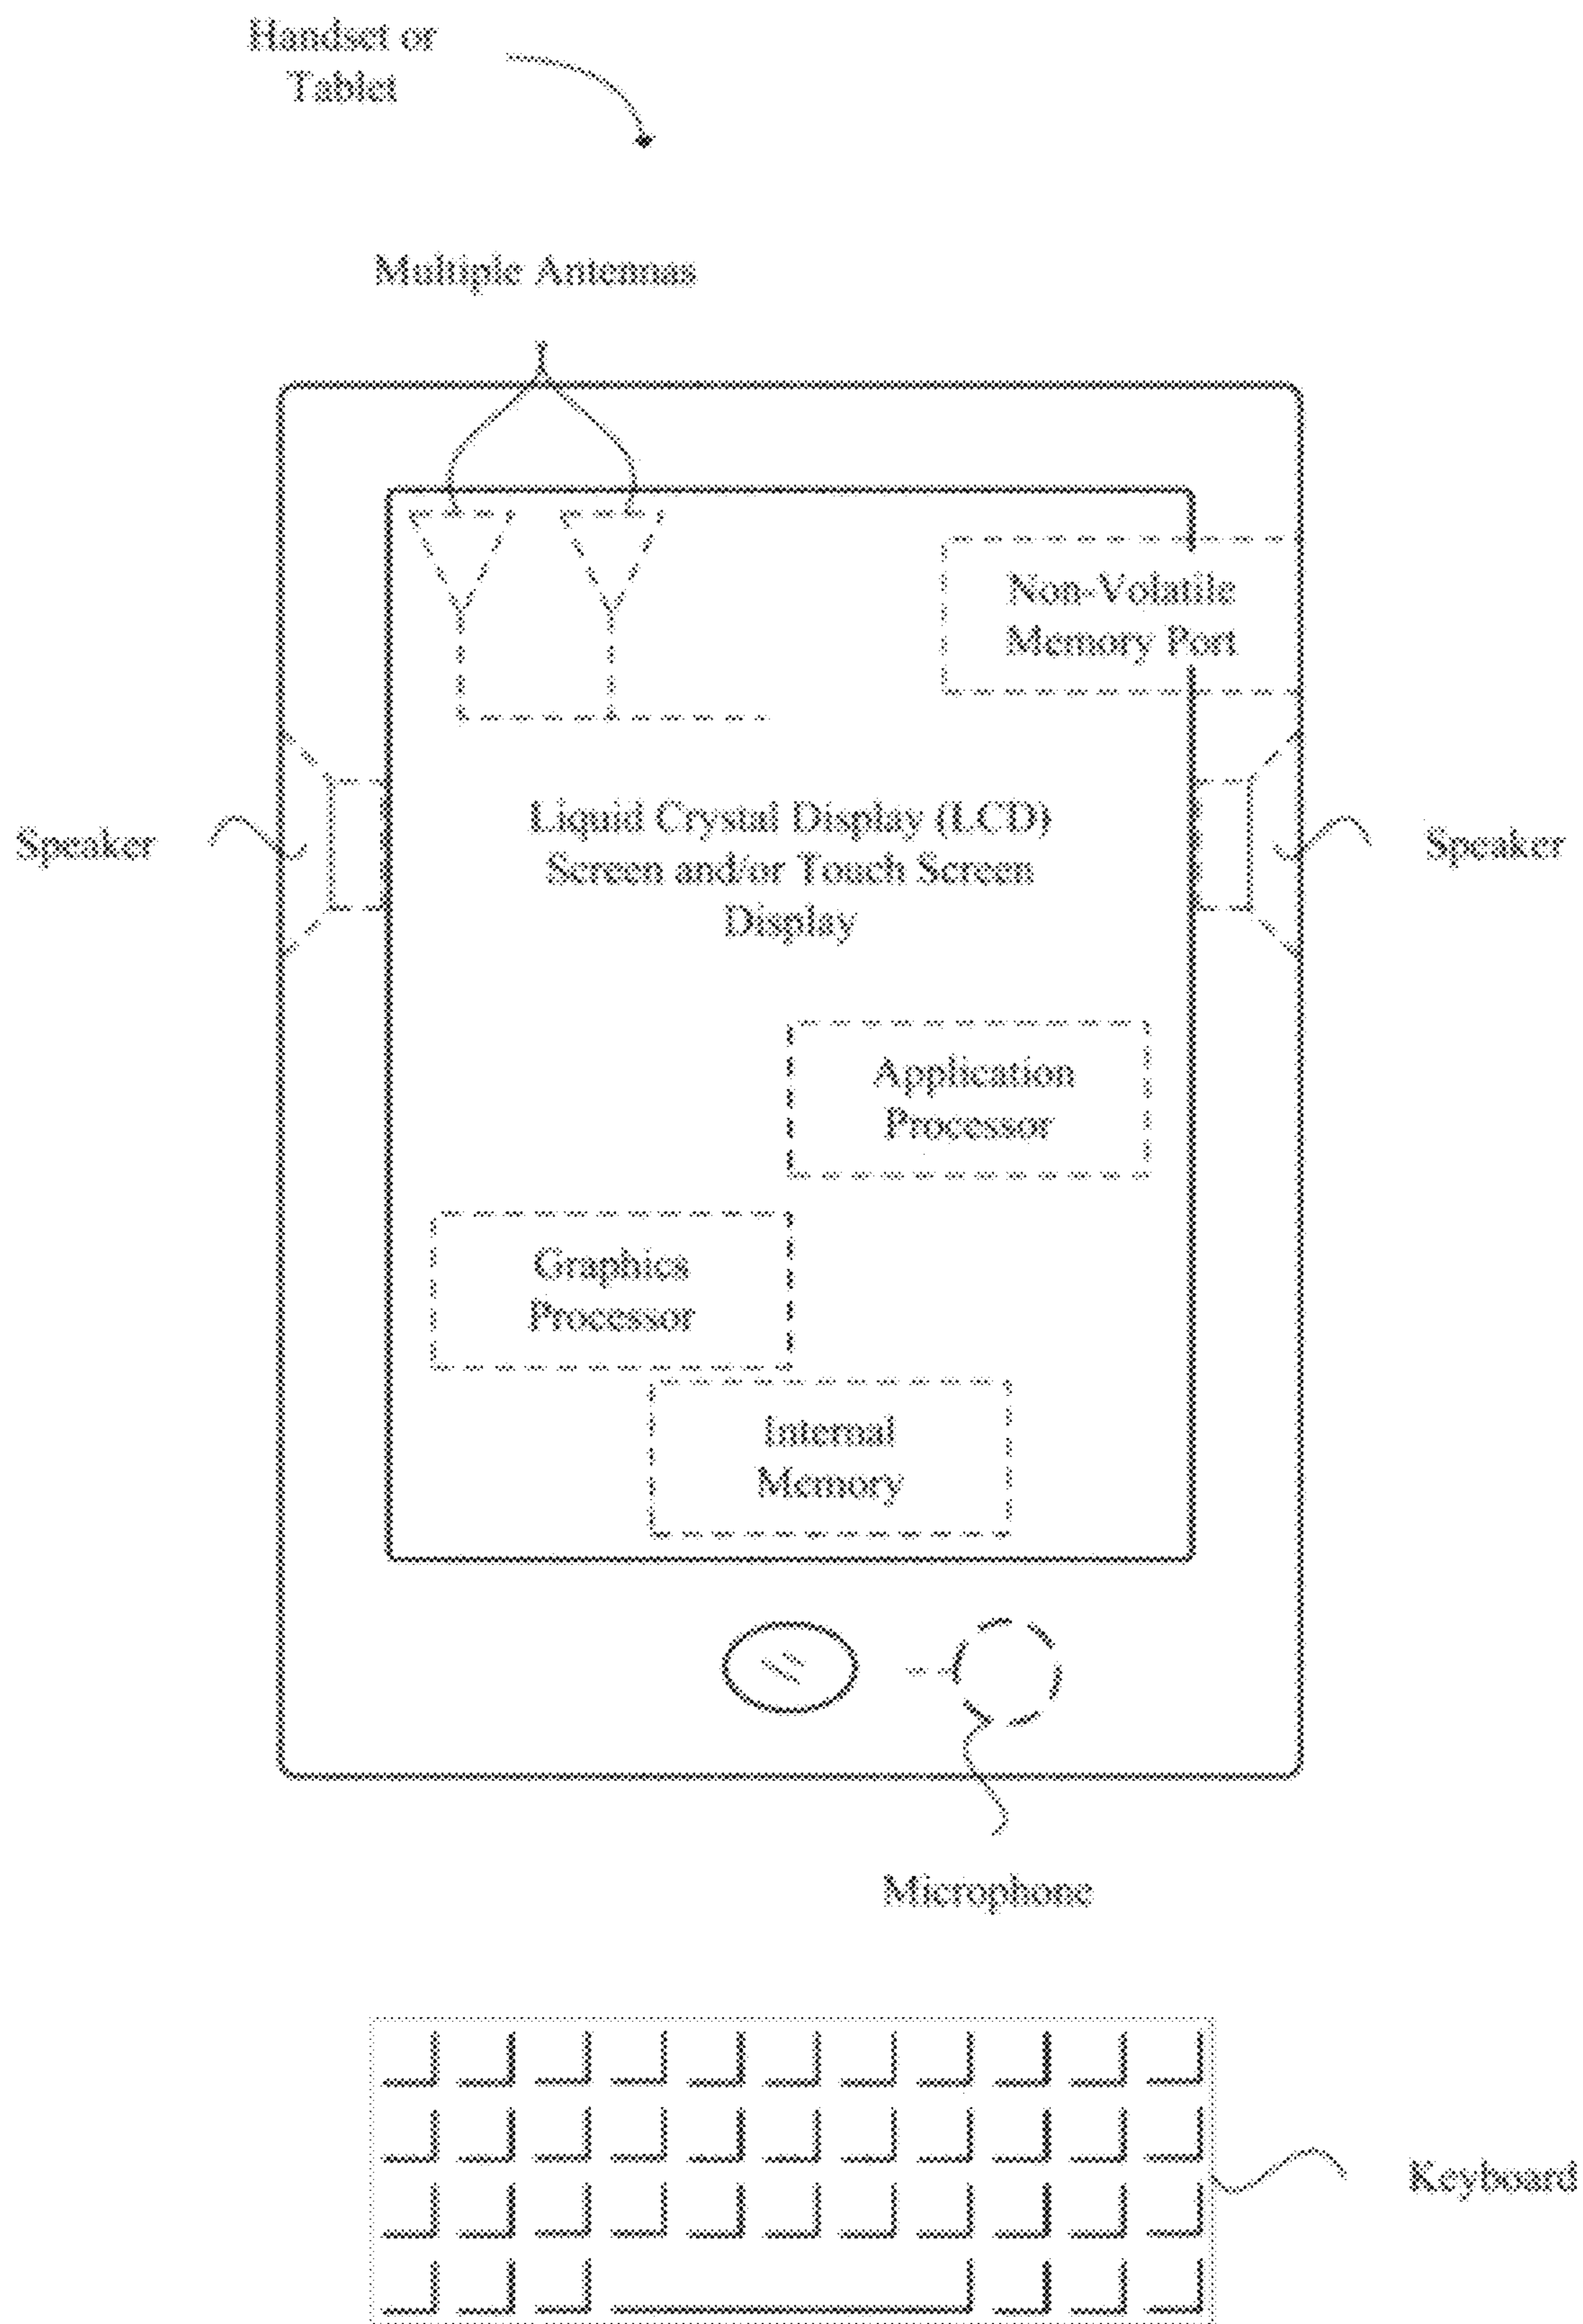 Handset or
Tablet
Multiple Antennas
Non-Volatile
Memory Port
Speaker
Liquid Crystal Display (LCD)
Screen and/or Touch Screen
Display
Speaker
Application
Processor
Graphics
Processor
Internal
Memory
Microphone
Keyboard